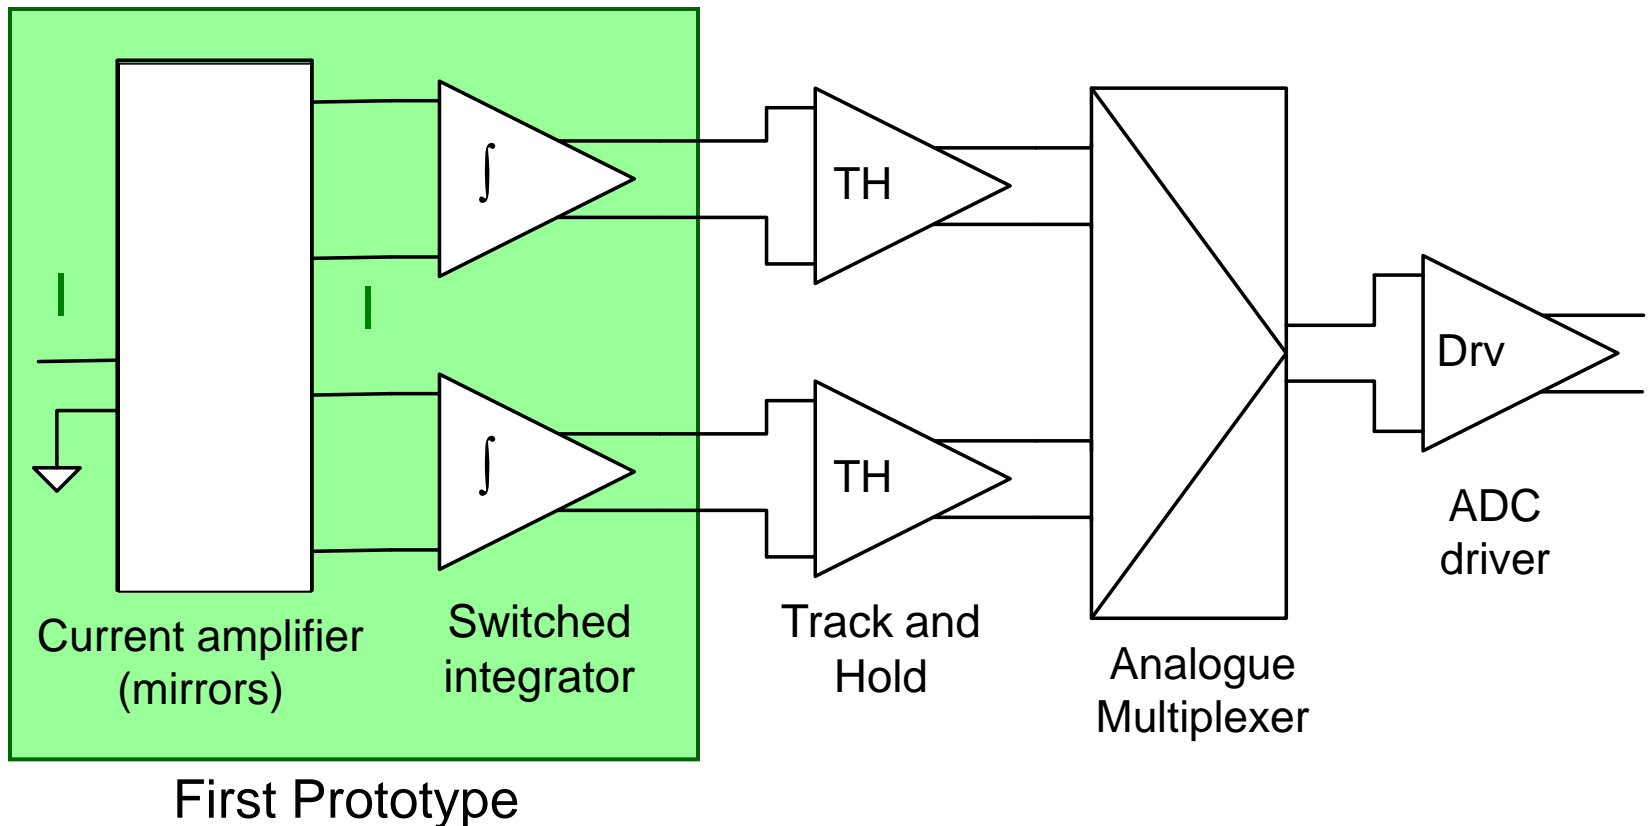 I
I
∫
∫
TH
TH
Drv
Current amplifier
(mirrors)
Switched
integrator
Track and
Hold
Analogue
Multiplexer
ADC
driver
First Prototype